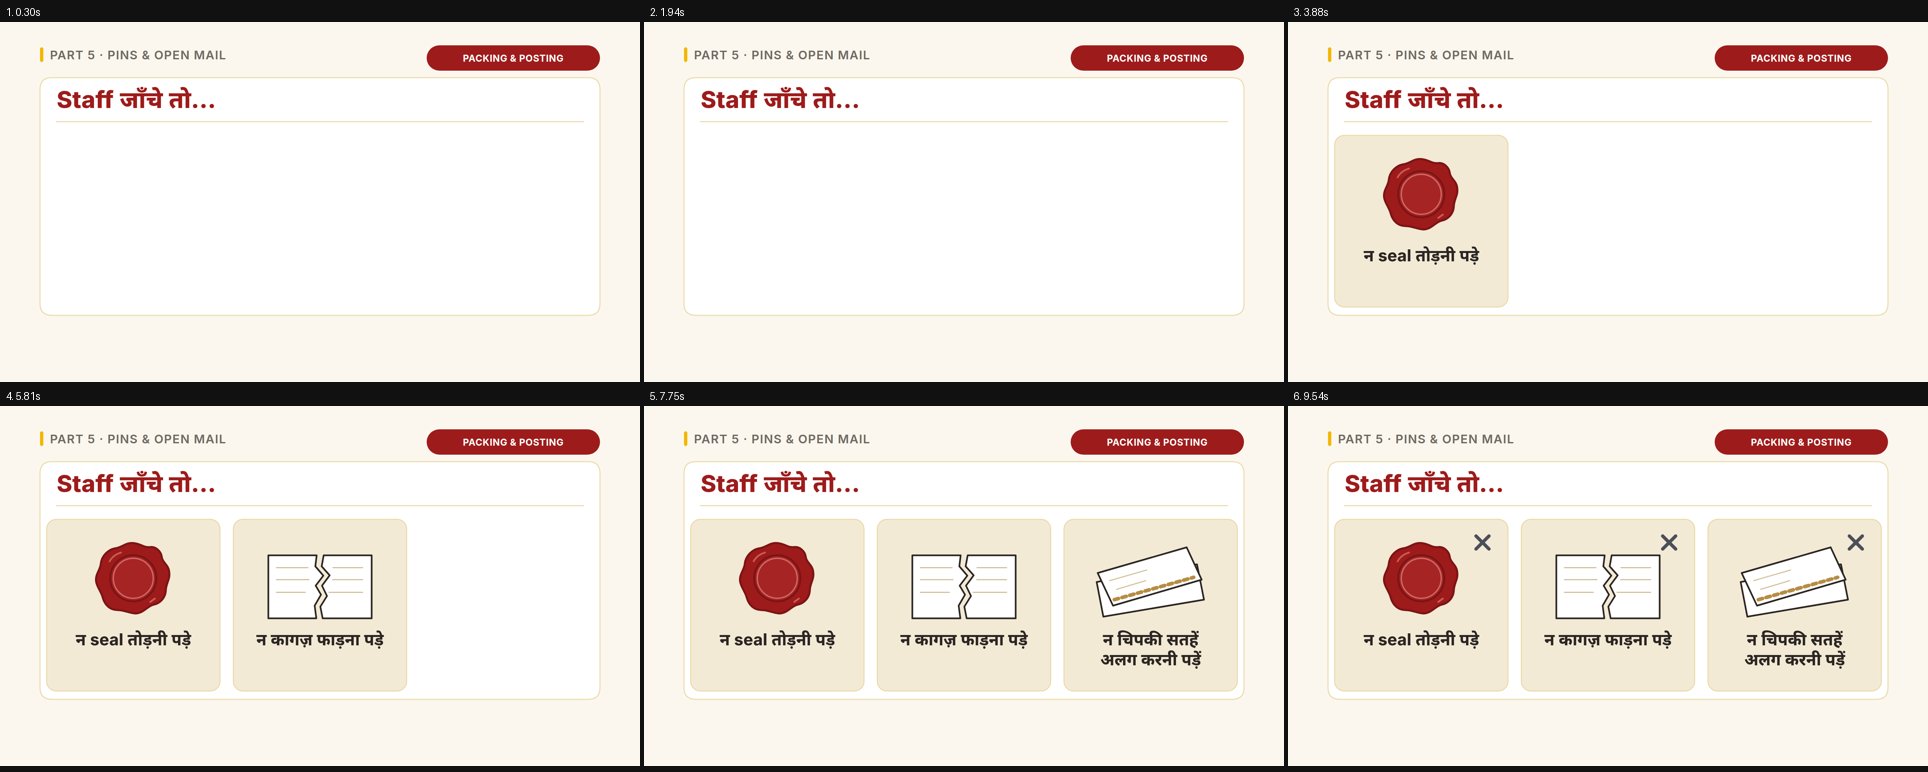 1. 0.30s
PART 5 · PINS & OPEN MAIL
PACKING & POSTING
Staff जाँचे तो...
2. 1.94s
PART 5 · PINS & OPEN MAIL
PACKING & POSTING
Staff जाँचे तो...
3. 3.88s
PART 5 · PINS & OPEN MAIL
PACKING & POSTING
Staff जाँचे तो...
न seal तोड़नी पड़े
4. 5.81s
PART 5 · PINS & OPEN MAIL
PACKING & POSTING
Staff जाँचे तो...
न seal तोड़नी पड़े
न कागज़ फाड़ना पड़े
5. 7.75s
PART 5 · PINS & OPEN MAIL
PACKING & POSTING
Staff जाँचे तो...
न seal तोड़नी पड़े
न कागज़ फाड़ना पड़े
न चिपकी सतहें
अलग करनी पड़ें
6. 9.54s
PART 5 · PINS & OPEN MAIL
PACKING & POSTING
Staff जाँचे तो...
न seal तोड़नी पड़े
न कागज़ फाड़ना पड़े
न चिपकी सतहें
अलग करनी पड़ें